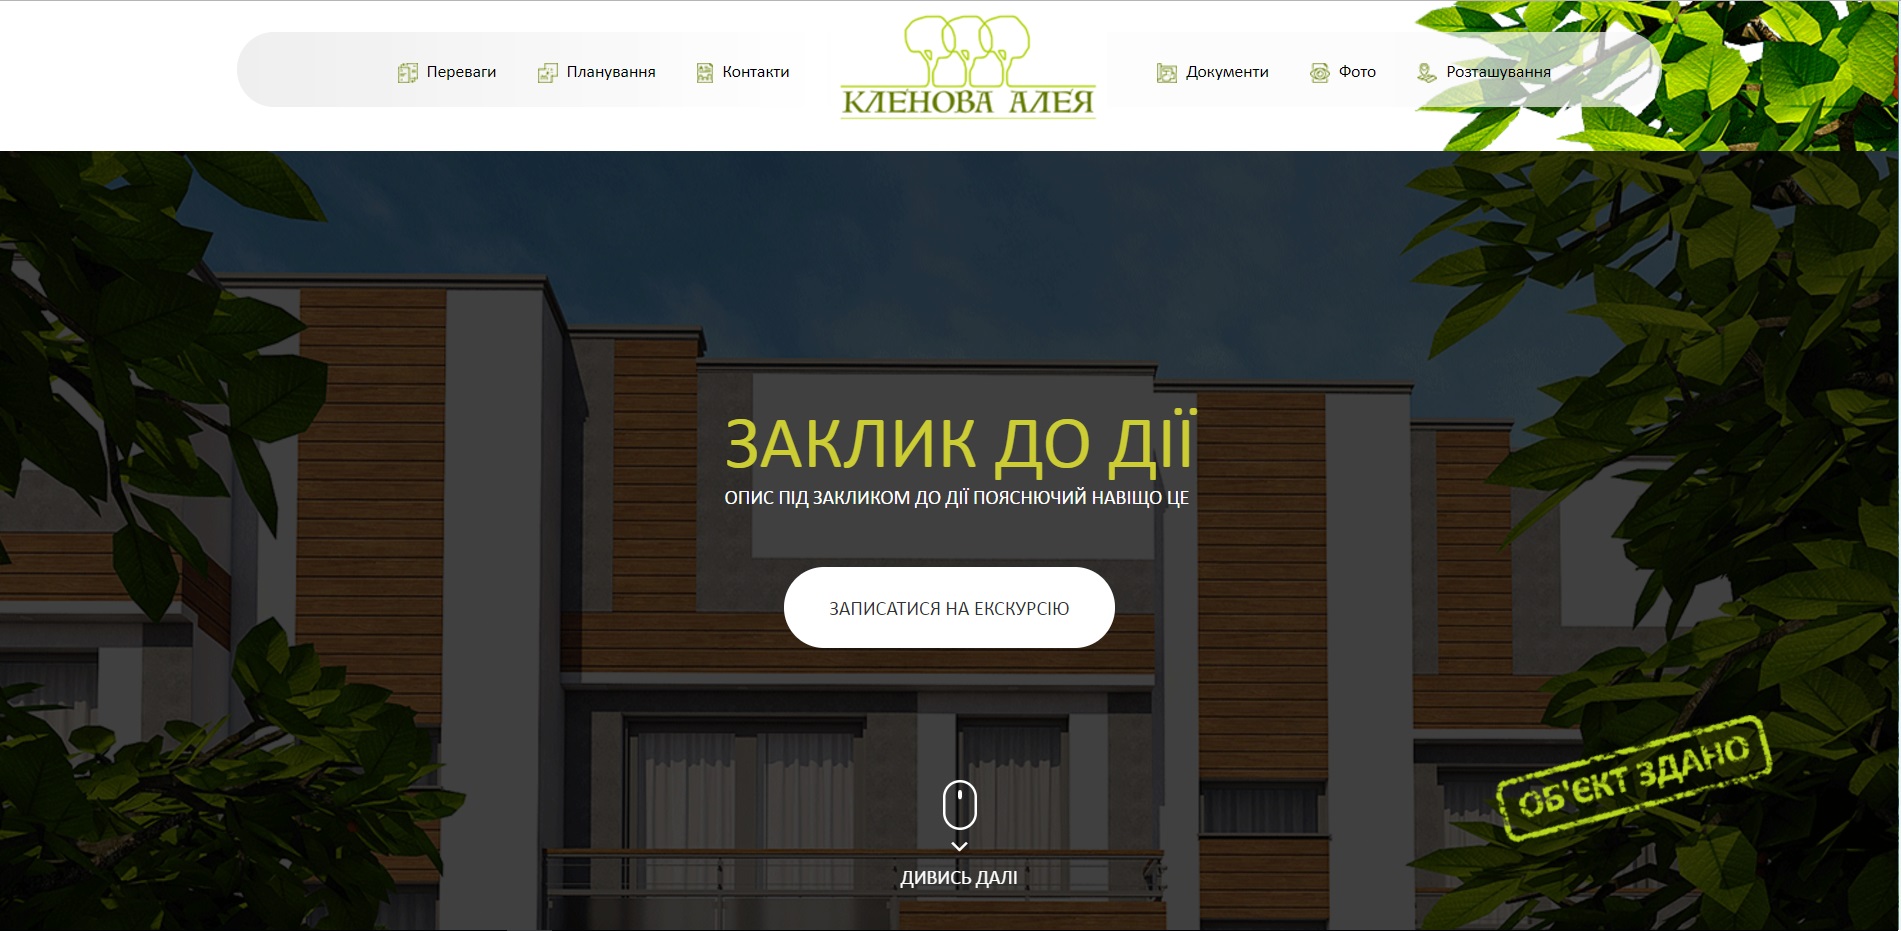 Переваги
Планування
Контакти
КЛЕНОВА АЛЕЯ
Документи
Фото
Розташування
ЗАКЛИК ДО ДІЇ
ОПИС ПІД ЗАКЛИКОМ ДО ДІЇ ПОЯСНЮЧИЙ НАВІЩО ЦЕ
ЗАПИСАТИСЯ НА ЕКСКУРСІЮ
ОБ'ЄКТ ЗДАНО
ДИВИСЬ ДАЛІ